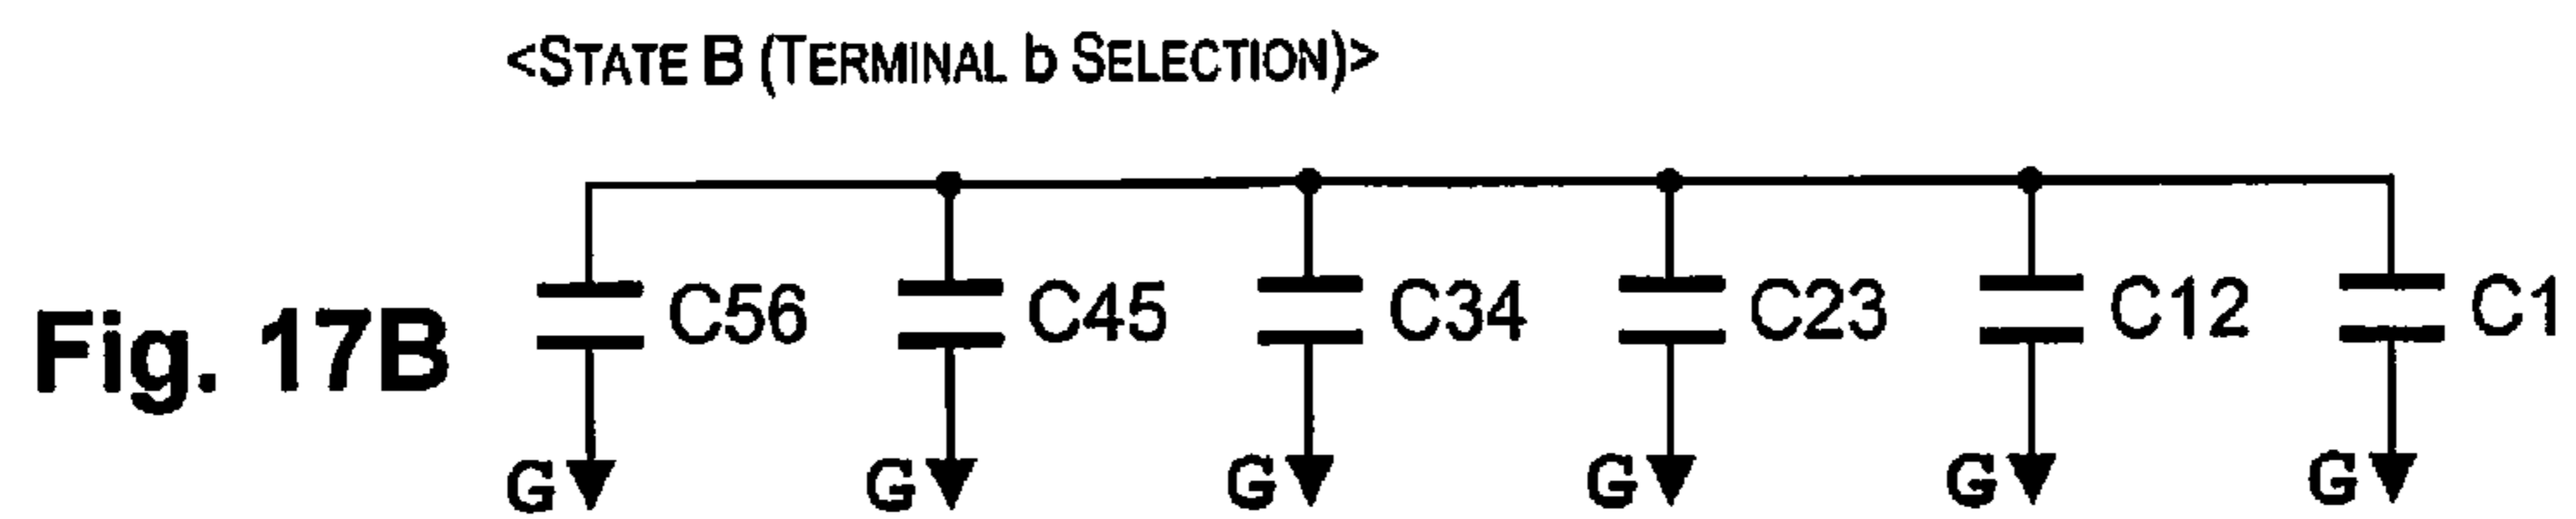 <STATE B (TERMINAL b SELECTION)>
Fig. 17B
C56 C45 C34 C23 C12 C1
G G G G G G